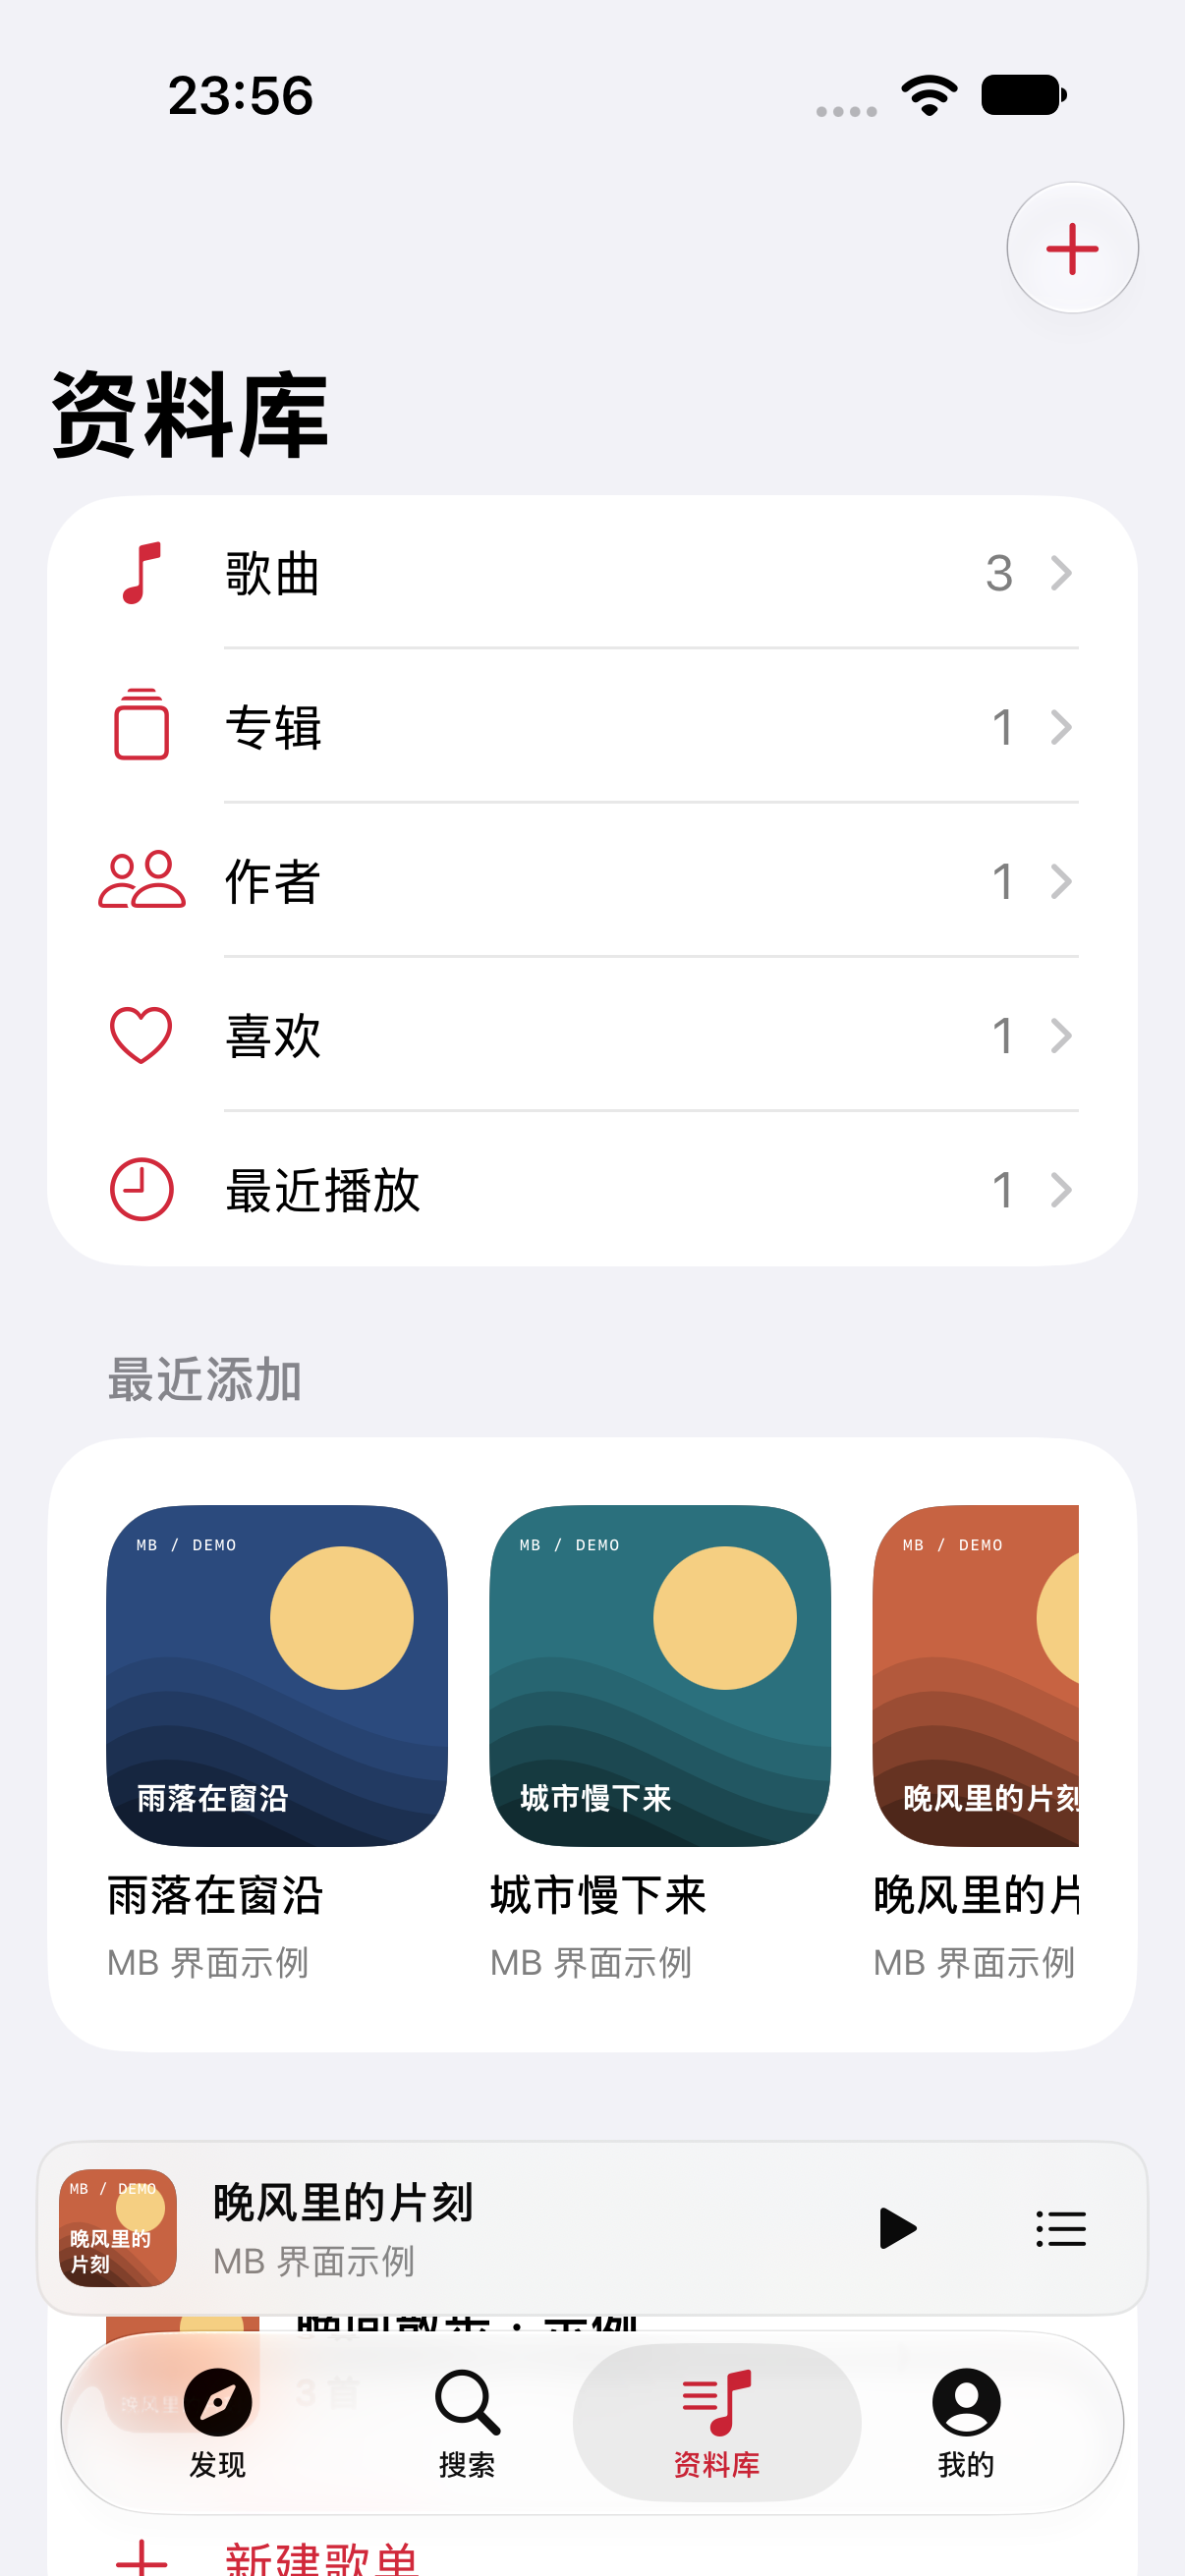 23:56
资料库
歌曲 3
专辑 1
作者 1
喜欢 1
最近播放 1
最近添加
MB / DEMO
雨落在窗沿
MB / DEMO
城市慢下来
MB / DEMO
晚风里的片刻
雨落在窗沿
MB 界面示例
城市慢下来
MB 界面示例
晚风里的片
MB 界面示例
MB / DEMO
晚风里的
片刻
晚风里的片刻
MB 界面示例
3 首
晚风里
发现
搜索
资料库
我的
新建歌单